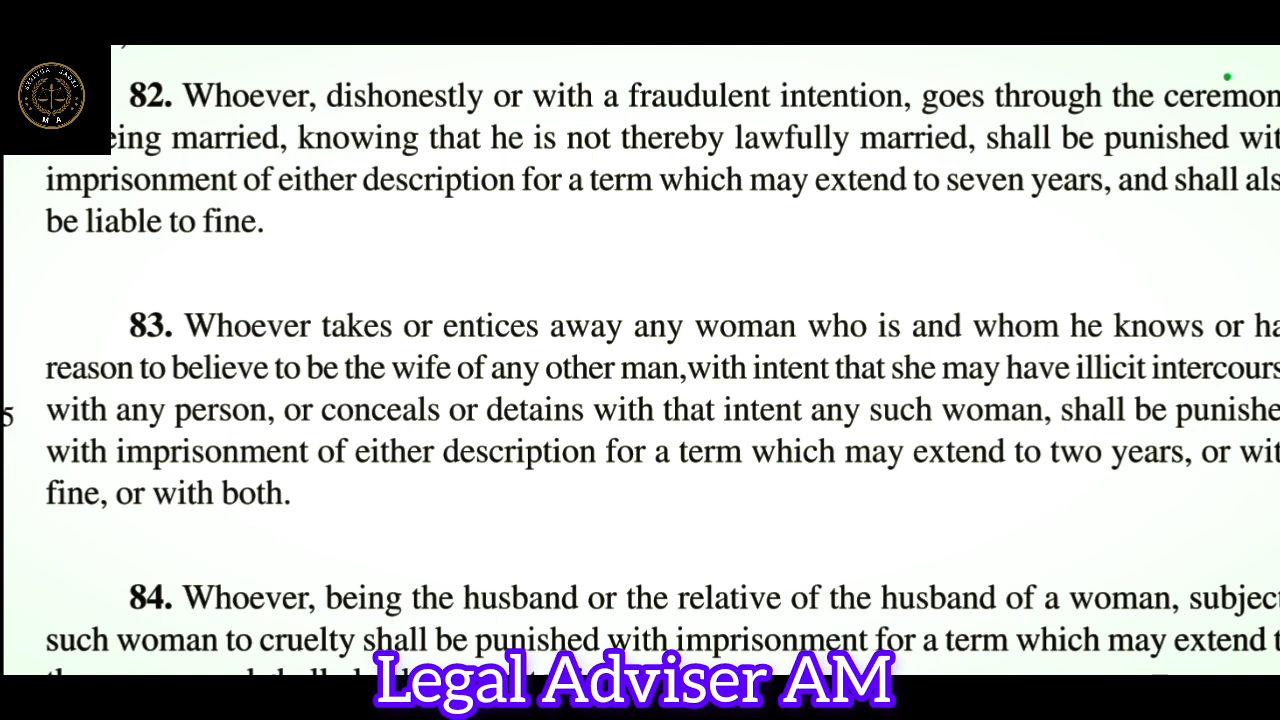 LEGAL ADVISER
M A
82. Whoever, dishonestly or with a fraudulent intention, goes through the ceremon
eing married, knowing that he is not thereby lawfully married, shall be punished wit
imprisonment of either description for a term which may extend to seven years, and shall als
be liable to fine.
83. Whoever takes or entices away any woman who is and whom he knows or ha
reason to believe to be the wife of any other man,with intent that she may have illicit intercours
5 with any person, or conceals or detains with that intent any such woman, shall be punishe
with imprisonment of either description for a term which may extend to two years, or wit
fine, or with both.
84. Whoever, being the husband or the relative of the husband of a woman, subject
such woman to cruelty shall be punished with imprisonment for a term which may extend t
Legal Adviser AM